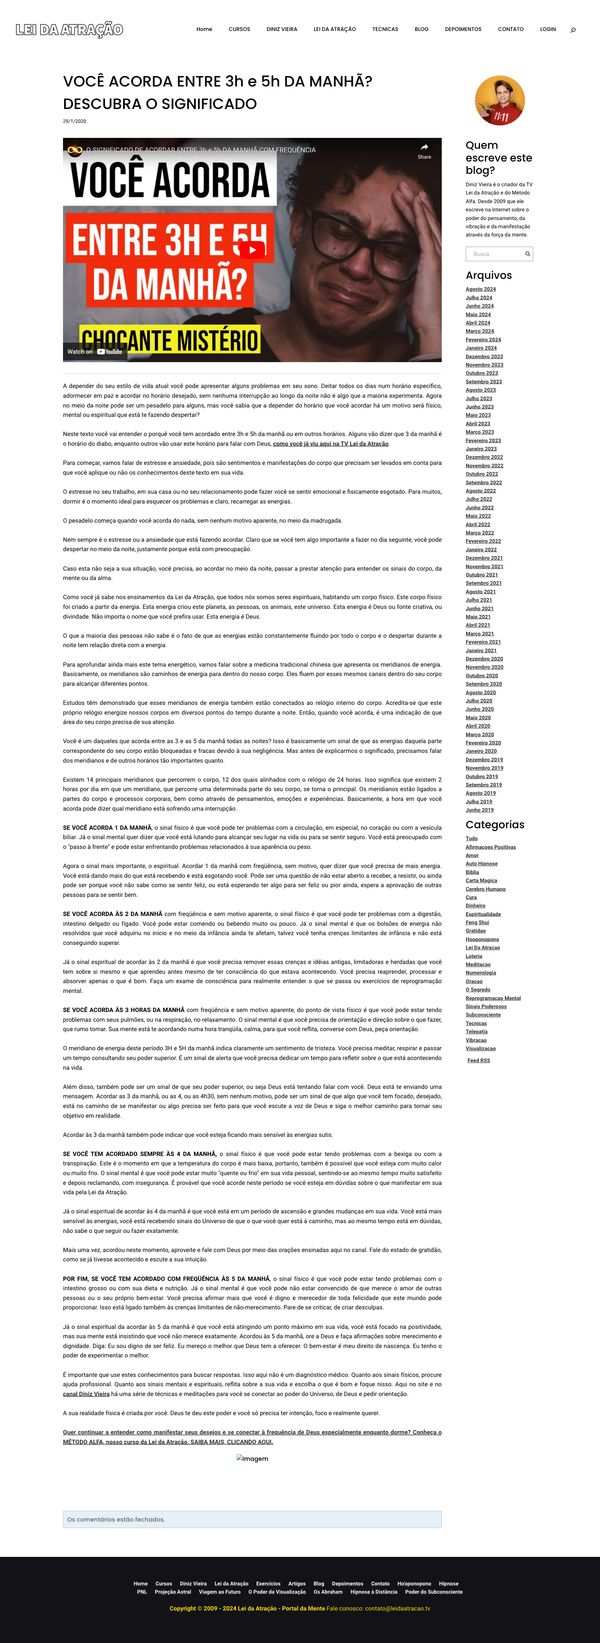 LEI DA ATRAÇÃO
Home CURSOS DINIZ VIEIRA LEI DA ATRAÇÃO TECNICAS BLOG DEPOIMENTOS CONTATO LOGIN
VOCÊ ACORDA ENTRE 3h e 5h DA MANHÃ?
DESCUBRA O SIGNIFICADO
29/1/2020
O SIGNIFICADO DE ACORDAR ENTRE 3h e 5h DA MANHÃ COM FREQUÊNCIA
Share
VOCÊ ACORDA
ENTRE 3H E 5H
DA MANHÃ?
CHOCANTE MISTÉRIO
Watch on YouTube
A depender do seu estilo de vida atual você pode apresentar alguns problemas em seu sono. Deitar todos os dias num horário específico,
adormecer em paz e acordar no horário desejado, sem nenhuma interrupção ao longo da noite não é algo que a maioria experimenta. Agora
no meio da noite pode ser um pesadelo para alguns, mas você sabia que a depender do horário que você acordar há um motivo será físico,
mental ou espiritual que está te fazendo despertar?
Neste texto você vai entender o porquê você tem acordado entre 3h e 5h da manhã ou em outros horários. Alguns vão dizer que 3 da manhã é
o horário do diabo, enquanto outros vão usar este horário para falar com Deus, como você já viu aqui na TV Lei da Atração.
Para começar, vamos falar de estresse e ansiedade, pois são sentimentos e manifestações do corpo que precisam ser levados em conta para
que você aplique ou não os conhecimentos deste texto em sua vida.
O estresse no seu trabalho, em sua casa ou no seu relacionamento pode fazer você se sentir emocional e fisicamente esgotado. Para muitos,
dormir é o momento ideal para esquecer os problemas e claro, recarregar as energias.
O pesadelo começa quando você acorda do nada, sem nenhum motivo aparente, no meio da madrugada.
Nem sempre é o estresse ou a ansiedade que está fazendo acordar. Claro que se você tem algo importante a fazer no dia seguinte, você pode
despertar no meio da noite, justamente porque está com preocupação.
Caso esta não seja a sua situação, você precisa, ao acordar no meio da noite, passar a prestar atenção para entender os sinais do corpo, da
mente ou da alma.
Como você já sabe nos ensinamentos da Lei da Atração, que todos nós somos seres espirituais, habitando um corpo físico. Este corpo físico
foi criado a partir da energia. Esta energia criou este planeta, as pessoas, os animais, este universo. Esta energia é Deus ou fonte criativa, ou
divindade. Não importa o nome que você prefira usar. Esta energia é Deus.
O que a maioria das pessoas não sabe é o fato de que as energias estão constantemente fluindo por todo o corpo e o despertar durante a
noite tem relação direta com a energia.
Para aprofundar ainda mais este tema energético, vamos falar sobre a medicina tradicional chinesa que apresenta os meridianos de energia.
Basicamente, os meridianos são caminhos de energia para dentro do nosso corpo. Eles fluem por esses mesmos canais dentro do seu corpo
para alcançar diferentes pontos.
Estudos têm demonstrado que esses meridianos de energia também estão conectados ao relógio interno do corpo. Acredita-se que este
próprio relógio energize nossos corpos em diversos pontos do tempo durante a noite. Então, quando você acorda, é uma indicação de que
área do seu corpo precisa de sua atenção.
Você é um daqueles que acorda entre as 3 e as 5 da manhã todas as noites? Isso é basicamente um sinal de que as energias daquela parte
correspondente do seu corpo estão bloqueadas e fracas devido à sua negligência. Mas antes de explicarmos o significado, precisamos falar
dos meridianos e de outros horários tão importantes quanto.
Existem 14 principais meridianos que percorrem o corpo, 12 dos quais alinhados com o relógio de 24 horas. Isso significa que existem 2
horas por dia em que um meridiano, que percorre uma determinada parte do seu corpo, se torna o principal. Os meridianos estão ligados a
partes do corpo e processos corporais, bem como através de pensamentos, emoções e experiências. Basicamente, a hora em que você
acorda pode dizer qual meridiano está sofrendo uma interrupção.
SE VOCÊ ACORDA 1 DA MANHÃ, o sinal físico é que você pode ter problemas com a circulação, em especial, no coração ou com a vesícula
biliar. Já o sinal mental quer dizer que você está lutando para alcançar seu lugar na vida ou para se sentir seguro. Você está preocupado com
o "passo à frente" e pode estar enfrentando problemas relacionados à sua aparência ou peso.
Agora o sinal mais importante, o espiritual. Acordar 1 da manhã com freqüência, sem motivo, quer dizer que você precisa de mais energia.
Você está dando mais do que está recebendo e está esgotando você. Pode ser uma questão de não estar aberto a receber, a resistir, ou ainda
pode ser porque você não sabe como se sentir feliz, ou está esperando ter algo para ser feliz ou pior ainda, espera a aprovação de outras
pessoas para se sentir bem.
SE VOCÊ ACORDA ÀS 2 DA MANHÃ com freqüência e sem motivo aparente, o sinal físico é que você pode ter problemas com a digestão,
intestino delgado ou fígado. Você pode estar comendo ou bebendo muito ou pouco. Já o sinal mental é que os bolsões de energia não
resolvidos que você adquiriu no início e no meio da infância ainda te afetam, talvez você tenha crenças limitantes de infância e não está
conseguindo superar.
Já o sinal espiritual de acordar às 2 da manhã é que você precisa remover essas crenças e idéias antigas, limitadoras e herdadas que você
tem sobre si mesmo e que aprendeu antes mesmo de ter consciência do que estava acontecendo. Você precisa reaprender, processar e
absorver apenas o que é bom. Faça um exame de consciência para realmente entender o que se passa ou exercícios de reprogramação
mental.
SE VOCÊ ACORDA ÀS 3 HORAS DA MANHÃ com freqüência e sem motivo aparente, do ponto de vista físico é que você pode estar tendo
problemas com seus pulmões, ou na respiração, no relaxamento. O sinal mental é que você precisa de orientação e direção sobre o que fazer,
que rumo tomar. Sua mente está te acordando numa hora tranqüila, calma, para que você reflita, converse com Deus, peça orientação.
O meridiano de energia deste período 3H e 5H da manhã indica claramente um sentimento de tristeza. Você precisa meditar, respirar e passar
um tempo consultando seu poder superior. É um sinal de alerta que você precisa dedicar um tempo para refletir sobre o que está acontecendo
na vida.
Além disso, também pode ser um sinal de que seu poder superior, ou seja Deus está tentando falar com você. Deus está te enviando uma
mensagem. Acordar as 3 da manhã, ou as 4, ou as 4h30, sem nenhum motivo, pode ser um sinal de que algo que você tem focado, desejado,
está no caminho de se manifestar ou algo precisa ser feito para que você escute a voz de Deus e siga o melhor caminho para tornar seu
objetivo em realidade.
Acordar às 3 da manhã também pode indicar que você esteja ficando mais sensível às energias sutis.
SE VOCÊ TEM ACORDADO SEMPRE ÀS 4 DA MANHÃ, o sinal físico é que você pode estar tendo problemas com a bexiga ou com a
transpiração. Este é o momento em que a temperatura do corpo é mais baixa, portanto, também é possível que você esteja com muito calor
ou muito frio. O sinal mental é que você pode estar muito "quente ou frio" em sua vida pessoal, sentindo-se ao mesmo tempo muito satisfeito
e depois reclamando, com insegurança. É provável que você acorde neste período se você esteja em dúvidas sobre o que manifestar em sua
vida pela Lei da Atração.
Já o sinal espiritual de acordar às 4 da manhã é que você está em um período de ascensão e grandes mudanças em sua vida. Você está mais
sensível às energias, você está recebendo sinais do Universo de que o que você quer está à caminho, mas ao mesmo tempo está em dúvidas,
não sabe o que seguir ou fazer exatamente.
Mais uma vez, acordou neste momento, aproveite e fale com Deus por meio das orações ensinadas aqui no canal. Fale do estado de gratidão,
como se já tivesse acontecido e escute a sua intuição.
POR FIM, SE VOCÊ TEM ACORDADO COM FREQÜÊNCIA ÀS 5 DA MANHÃ, o sinal físico é que você pode estar tendo problemas com o
intestino grosso ou com sua dieta e nutrição. Já o sinal mental é que você pode não estar convencido de que merece o amor de outras
pessoas ou o seu próprio bem-estar. Você precisa afirmar mais que você é digno e merecedor de toda felicidade que este mundo pode
proporcionar. Isso está ligado também às crenças limitantes de não-merecimento. Pare de se criticar, de criar desculpas.
Já o sinal espiritual da acordar às 5 da manhã é que você está atingindo um ponto máximo em sua vida, você está focado na positividade,
mas sua mente está insistindo que você não merece exatamente. Acordou às 5 da manhã, ore a Deus e faça afirmações sobre merecimento e
dignidade. Diga: Eu sou digno de ser feliz. Eu mereço o melhor que Deus tem a oferecer. O bem-estar é meu direito de nascença. Eu tenho o
poder de experimentar o melhor.
É importante que use estes conhecimentos para buscar respostas. Isso aqui não é um diagnóstico médico. Quanto aos sinais físicos, procure
ajuda profissional. Quanto aos sinais mentais e espirituais, reflita sobre a sua vida e escolha o que é bom e foque nisso. Aqui no site e no
canal Diniz Vieira há uma série de técnicas e meditações para você se conectar ao poder do Universo, de Deus e pedir orientação.
A sua realidade física é criada por você. Deus te deu este poder e você só precisa ter intenção, foco e realmente querer.
Quer continuar a entender como manifestar seus desejos e se conectar à frequência de Deus especialmente enquanto dorme? Conheça o
MÉTODO ALFA, nosso curso da Lei da Atração. SAIBA MAIS, CLICANDO AQUI.
Imagem
Os comentários estão fechados.
11:11
Quem
escreve este
blog?
Diniz Vieira é o criador da TV
Lei da Atração e do Método
Alfa. Desde 2009 que ele
escreve na Internet sobre o
poder do pensamento, da
vibração e da manifestação
através da força da mente.
Busca
Arquivos
Agosto 2024
Julho 2024
Junho 2024
Maio 2024
Abril 2024
Março 2024
Fevereiro 2024
Janeiro 2024
Dezembro 2023
Novembro 2023
Outubro 2023
Setembro 2023
Agosto 2023
Julho 2023
Junho 2023
Maio 2023
Abril 2023
Março 2023
Fevereiro 2023
Janeiro 2023
Dezembro 2022
Novembro 2022
Outubro 2022
Setembro 2022
Agosto 2022
Julho 2022
Junho 2022
Maio 2022
Abril 2022
Março 2022
Fevereiro 2022
Janeiro 2022
Dezembro 2021
Novembro 2021
Outubro 2021
Setembro 2021
Agosto 2021
Julho 2021
Junho 2021
Maio 2021
Abril 2021
Março 2021
Fevereiro 2021
Janeiro 2021
Dezembro 2020
Novembro 2020
Outubro 2020
Setembro 2020
Agosto 2020
Julho 2020
Junho 2020
Maio 2020
Abril 2020
Março 2020
Fevereiro 2020
Janeiro 2020
Dezembro 2019
Novembro 2019
Outubro 2019
Setembro 2019
Agosto 2019
Julho 2019
Junho 2019
Categorias
Tudo
Afirmacoes Positivas
Amor
Auto Hipnose
Biblia
Carta Magica
Cerebro Humano
Cura
Dinheiro
Espiritualidade
Feng Shui
Gratidao
Hooponopono
Lei Da Atracao
Loteria
Meditacao
Numerologia
Oracao
O Segredo
Reprogramacao Mental
Sinais Poderosos
Subconsciente
Tecnicas
Telepatia
Vibracao
Visualizacao
Feed RSS
Home Cursos Diniz Vieira Lei da Atração Exercícios Artigos Blog Depoimentos Contato Ho'oponopono Hipnose
PNL Projeção Astral Viagem ao Futuro O Poder da Visualização Os Abraham Hipnose à Distância Poder do Subconsciente
Copyright © 2009 - 2024 Lei da Atração - Portal da Mente Fale conosco: contato@leidaatracao.tv